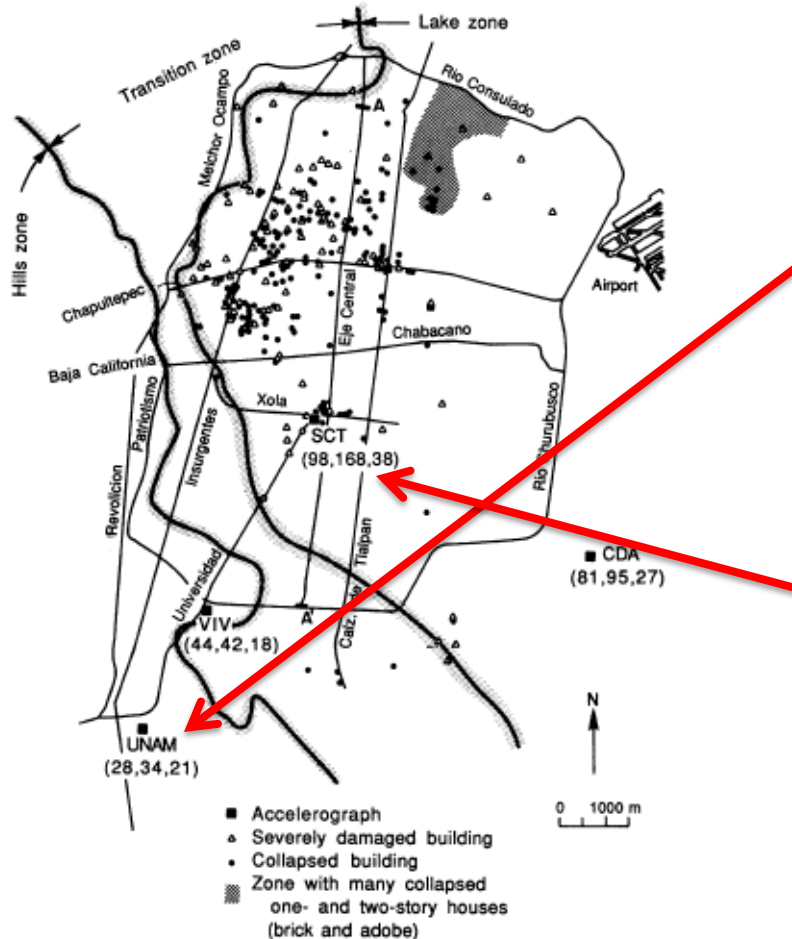 Lake zone
Transition zone
Hills zone
Melchor Ocampo
Rio Consulado
A
Airport
Chapultepec
Eje Central
Chabacano
Baja California
Patriotismo
Insurgentes
Xola
SCT
(98,168,38)
Rio Churubusco
Revolicion
Universidad
Calz. de Tlalpan
CDA
(81,95,27)
VIV
(44,42,18)
A'
UNAM
(28,34,21)
N
0 1000 m
Accelerograph
Severely damaged building
Collapsed building
Zone with many collapsed
one- and two-story houses
(brick and adobe)